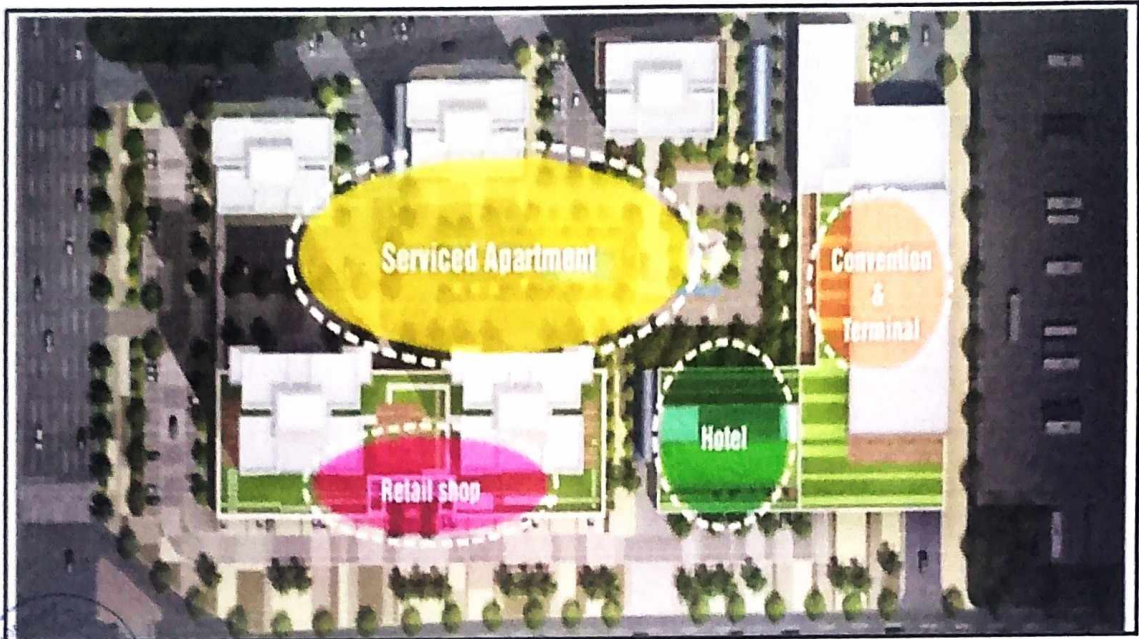 Serviced Apartment
Convention
&
Terminal
Hotel
Retail shop